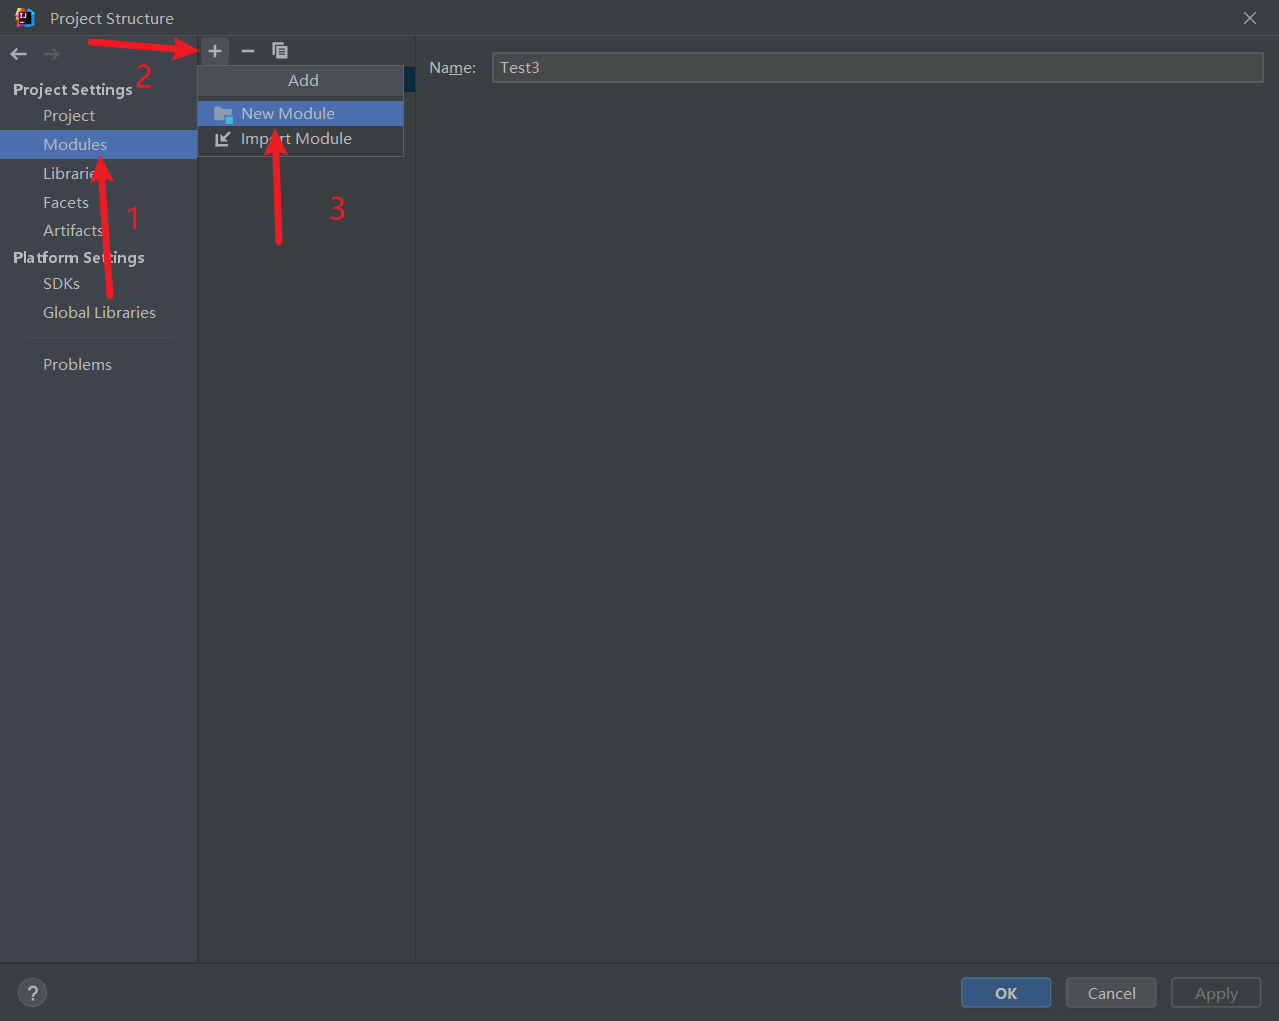 Project Structure
2
Project Settings
Project
Modules
Libraries
Facets
1
Artifacts
Platform Settings
SDKs
Global Libraries
Problems
Add
New Module
Import Module
3
Name: Test3
?
OK
Cancel
Apply